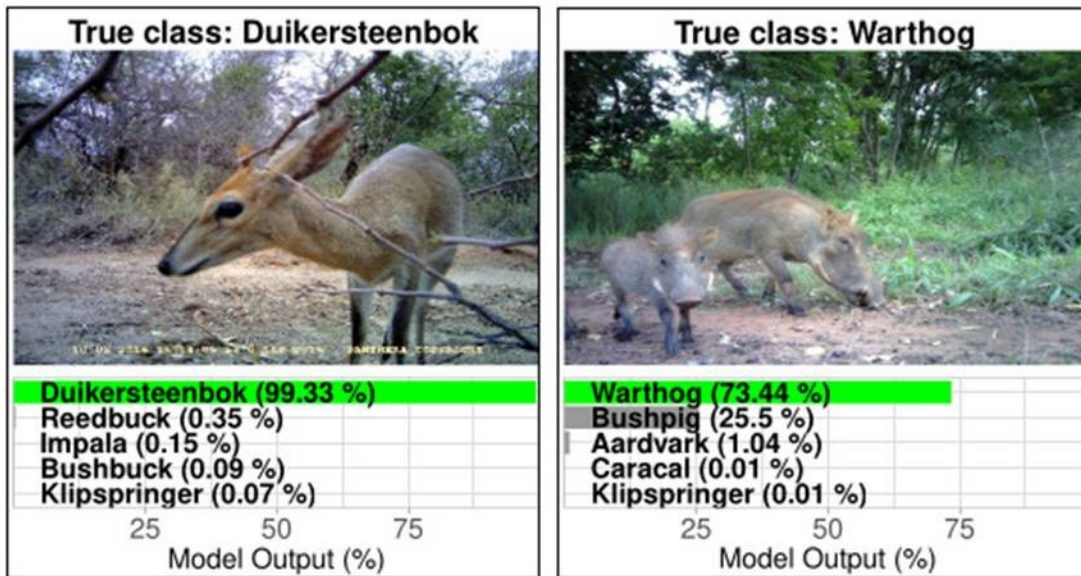 True class: Duikersteenbok
PANTHERA
Duikersteenbok (99.33 %)
Reedbuck (0.35 %)
Impala (0.15 %)
Bushbuck (0.09 %)
Klipspringer (0.07 %)
25 50 75
Model Output (%)
True class: Warthog
Warthog (73.44 %)
Bushpig (25.5 %)
Aardvark (1.04 %)
Caracal (0.01 %)
Klipspringer (0.01 %)
25 50 75
Model Output (%)